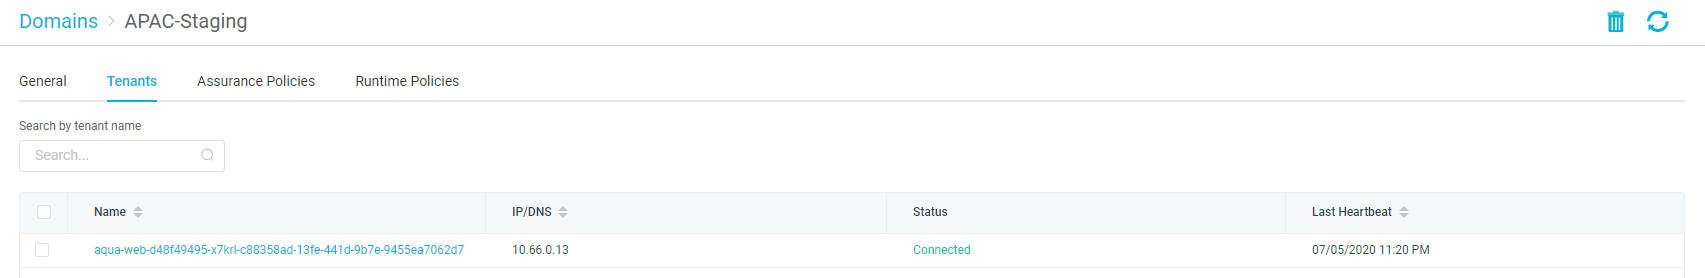 Domains > APAC-Staging
General Tenants Assurance Policies Runtime Policies
Search by tenant name
Search...
Name IP/DNS Status Last Heartbeat
aqua-web-d48f49495-x7krl-c88358ad-13fe-441d-9b7e-9455ea7062d7 10.66.0.13 Connected 07/05/2020 11:20 PM